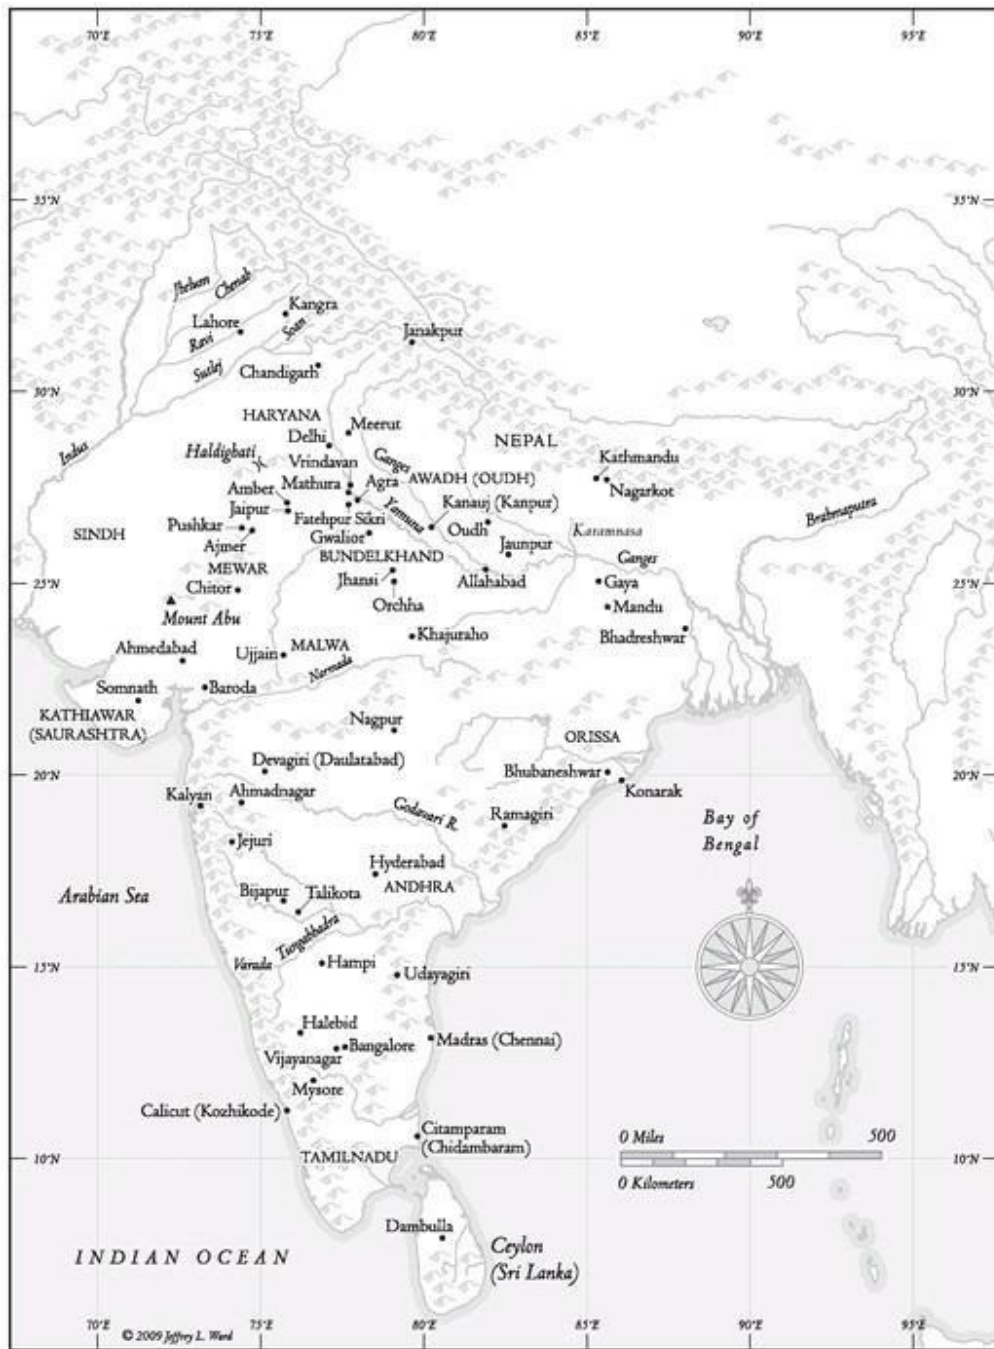 70°E 75°E 80°E 85°E 90°E 95°E
35°N 35°N
Jhelum
Chenab
Kangra
Lahore
Soan
Ravi
Janakpur
Sutlej
Chandigarh
30°N 30°N
HARYANA
Meerut
Delhi
NEPAL
Indus
Haldighati
Vrindavan
Ganges
Kathmandu
Mathura
Agra
AWADH (OUDH)
Nagarkot
Amber
Kanauj (Kanpur)
Jaipur
Fatehpur Sikri
Yamuna
Brahmaputra
Pushkar
Oudh
Karamnasa
SINDH
Gwalior
Ajmer
Jaunpur
BUNDELKHAND
Ganges
MEWAR
25°N 25°N
Jhansi
Allahabad
Gaya
Chitor
Orchha
Mandu
Mount Abu
Khajuraho
Bhadreshwar
Ahmedabad
MALWA
Ujjain
Narmada
Somnath
Baroda
KATHIAWAR
(SAURASHTRA)
Nagpur
ORISSA
Devagiri (Daulatabad)
Bhubaneshwar
20°N 20°N
Ahmadnagar
Konarak
Kalyan
Godavari R.
Ramagiri
Bay of
Bengal
Jejuri
Hyderabad
ANDHRA
Bijapur
Talikota
Arabian Sea
Tungabhadra
Varada
Hampi
15°N 15°N
Udayagiri
Halebid
Madras (Chennai)
Bangalore
Vijayanagar
Mysore
Calicut (Kozhikode)
Citamparam
(Chidambaram)
0 Miles 500
TAMILNADU
10°N 10°N
0 Kilometers 500
Dambulla
INDIAN OCEAN
Ceylon
(Sri Lanka)
70°E 75°E 80°E 85°E 90°E 95°E
© 2009 Jeffrey L. Ward